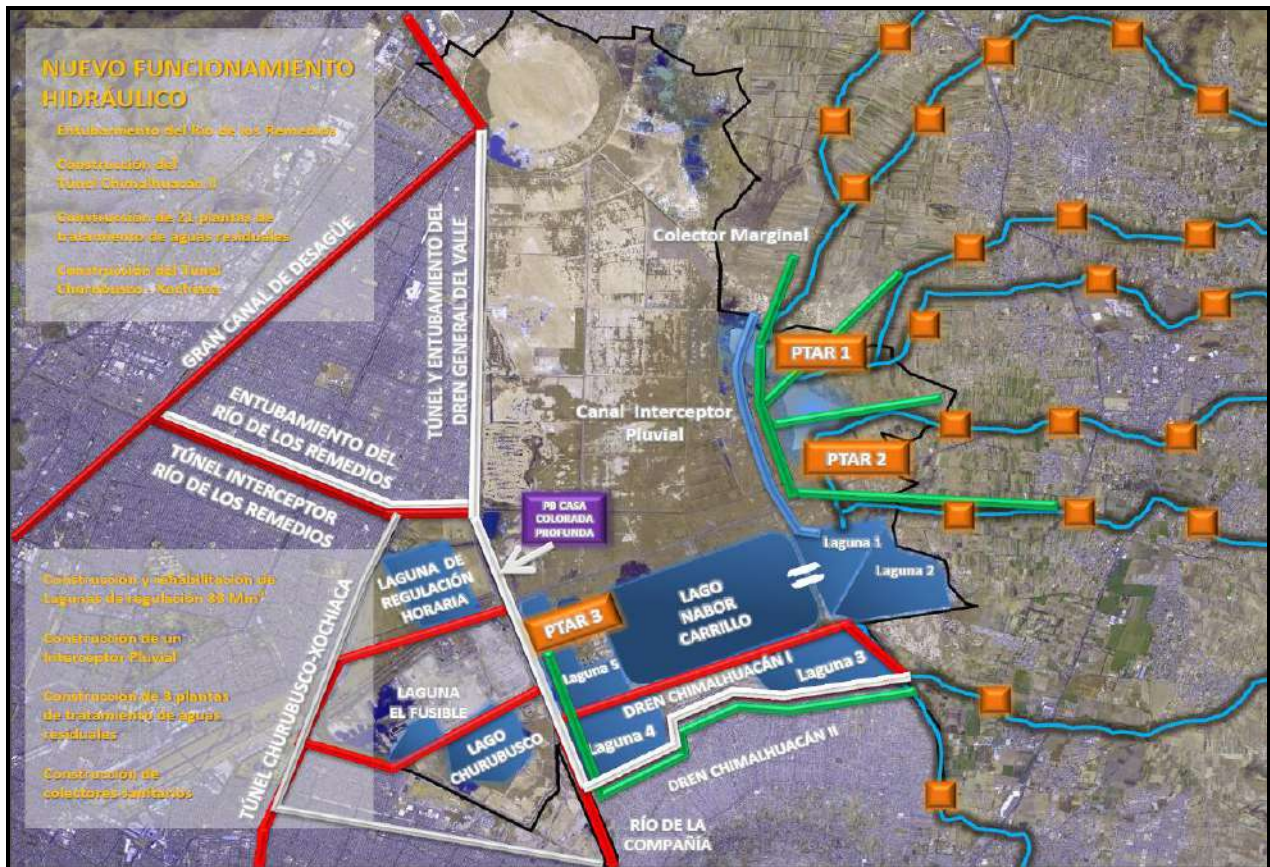 NUEVO FUNCIONAMIENTO
HIDRÁULICO
Entubamiento del Río de los Remedios
Construcción del
Túnel Chimalhuacán II
Construcción de 21 plantas de
tratamiento de aguas residuales
Construcción del Túnel
Churubusco - Xochiaca
GRAN CANAL DE DESAGÜE
TÚNEL Y ENTUBAMIENTO DEL
DREN GENERAL DEL VALLE
Colector Marginal
PTAR 1
ENTUBAMIENTO DEL
RÍO DE LOS REMEDIOS
Canal Interceptor
Pluvial
PTAR 2
TÚNEL INTERCEPTOR
RÍO DE LOS REMEDIOS
PB CASA
COLORADA
PROFUNDA
Laguna 1
Laguna 2
LAGUNA DE
REGULACIÓN
HORARIA
LAGO
NABOR
CARRILLO
PTAR 3
Construcción y rehabilitación de
Lagunas de regulación 38 Mm³
Construcción de un
Interceptor Pluvial
Construcción de 3 plantas
de tratamiento de aguas
residuales
Construcción de
colectores sanitarios
TÚNEL CHURUBUSCO-XOCHIACA
Laguna 5
DREN CHIMALHUACÁN I
Laguna 3
LAGUNA
EL FUSIBLE
Laguna 4
LAGO
CHURUBUSCO
DREN CHIMALHUACÁN II
RÍO DE LA
COMPAÑÍA